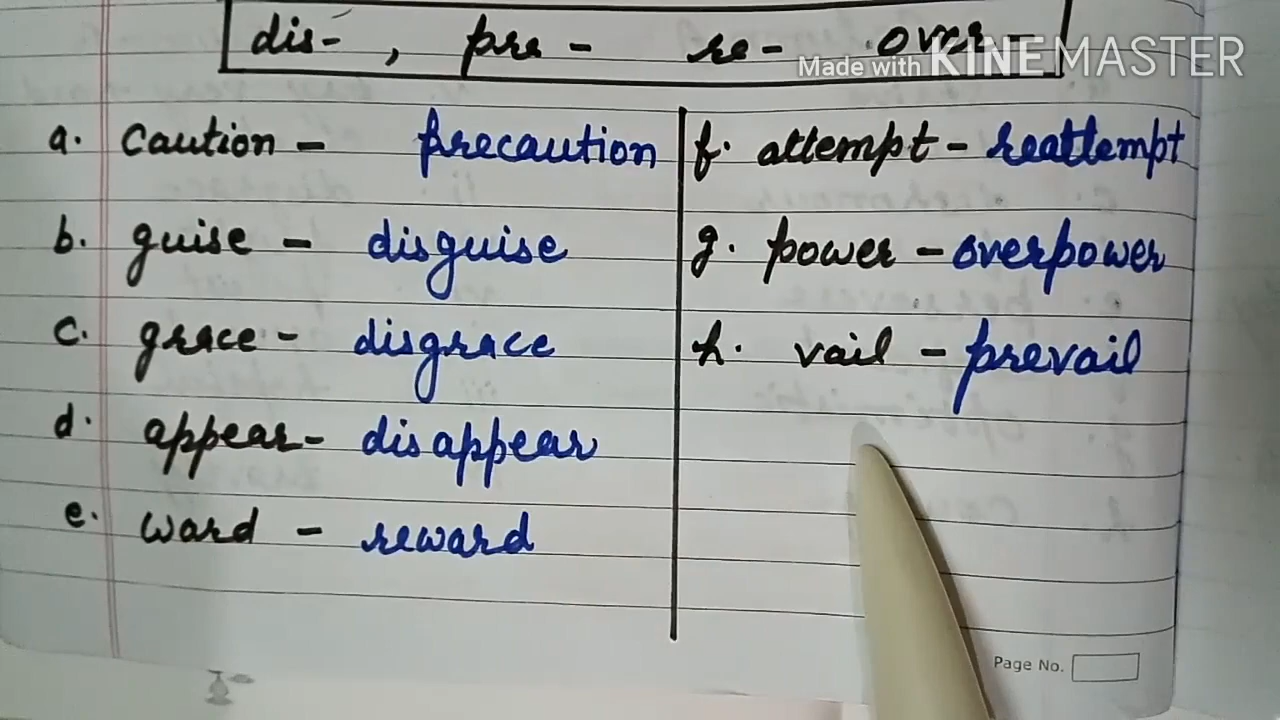 dis- , pre- re- over-
Made with KINEMASTER
a. caution - precaution
b. guise - disguise
c. grace - disgrace
d. appear - disappear
e. ward - reward
f. attempt - reattempt
g. power - overpower
h. vail - prevail
Page No.